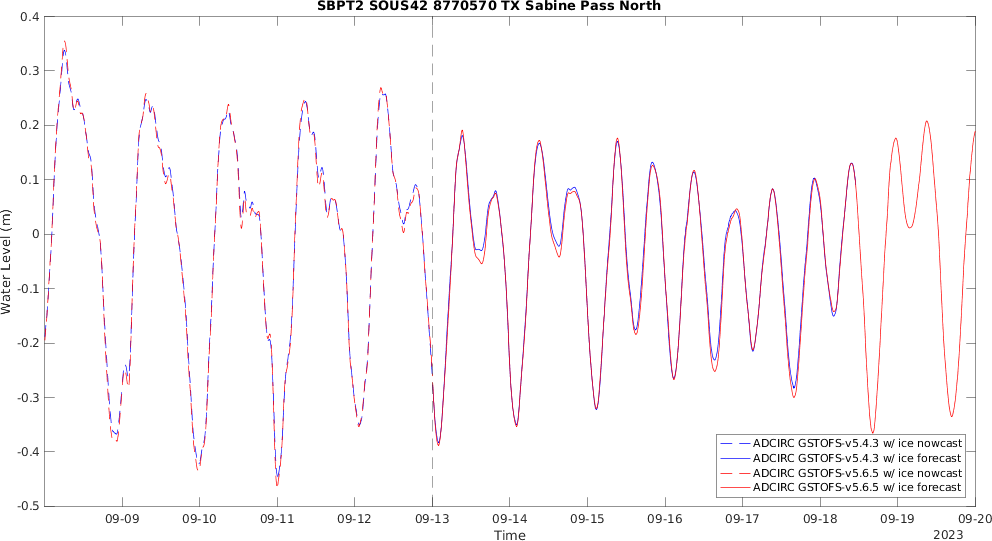 SBPT2 SOUS42 8770570 TX Sabine Pass North
0.4
0.3
0.2
0.1
0
-0.1
-0.2
-0.3
-0.4
-0.5
Water Level (m)
ADCIRC GSTOFS-v5.4.3 w/ ice nowcast
ADCIRC GSTOFS-v5.4.3 w/ ice forecast
ADCIRC GSTOFS-v5.6.5 w/ ice nowcast
ADCIRC GSTOFS-v5.6.5 w/ ice forecast
09-09 09-10 09-11 09-12 09-13 09-14 09-15 09-16 09-17 09-18 09-19 09-20
Time
2023